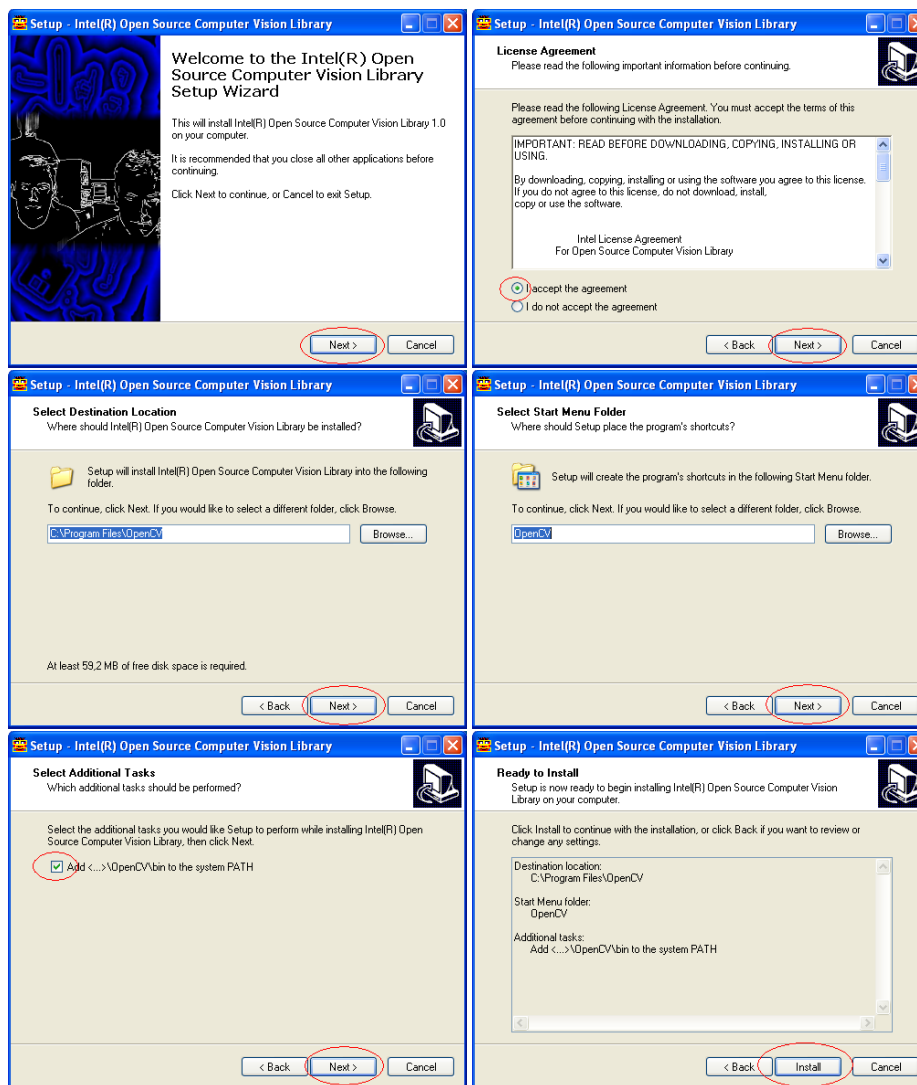 Setup - Intel(R) Open Source Computer Vision Library
Welcome to the Intel(R) Open
Source Computer Vision Library
Setup Wizard
This will install Intel(R) Open Source Computer Vision Library 1.0
on your computer.
It is recommended that you close all other applications before
continuing.
Click Next to continue, or Cancel to exit Setup.
Next >
Cancel
Setup - Intel(R) Open Source Computer Vision Library
License Agreement
Please read the following important information before continuing.
Please read the following License Agreement. You must accept the terms of this
agreement before continuing with the installation.
IMPORTANT: READ BEFORE DOWNLOADING, COPYING, INSTALLING OR
USING.
By downloading, copying, installing or using the software you agree to this license.
If you do not agree to this license, do not download, install,
copy or use the software.
Intel License Agreement
For Open Source Computer Vision Library
I accept the agreement
I do not accept the agreement
< Back
Next >
Cancel
Setup - Intel(R) Open Source Computer Vision Library
Select Destination Location
Where should Intel(R) Open Source Computer Vision Library be installed?
Setup will install Intel(R) Open Source Computer Vision Library into the following
folder.
To continue, click Next. If you would like to select a different folder, click Browse.
C:\Program Files\OpenCV
Browse...
At least 59,2 MB of free disk space is required.
< Back
Next >
Cancel
Setup - Intel(R) Open Source Computer Vision Library
Select Start Menu Folder
Where should Setup place the program's shortcuts?
Setup will create the program's shortcuts in the following Start Menu folder.
To continue, click Next. If you would like to select a different folder, click Browse.
OpenCV
Browse...
< Back
Next >
Cancel
Setup - Intel(R) Open Source Computer Vision Library
Select Additional Tasks
Which additional tasks should be performed?
Select the additional tasks you would like Setup to perform while installing Intel(R) Open
Source Computer Vision Library, then click Next.
Add <...>\OpenCV\bin to the system PATH
< Back
Next >
Cancel
Setup - Intel(R) Open Source Computer Vision Library
Ready to Install
Setup is now ready to begin installing Intel(R) Open Source Computer Vision
Library on your computer.
Click Install to continue with the installation, or click Back if you want to review or
change any settings.
Destination location:
C:\Program Files\OpenCV
Start Menu folder:
OpenCV
Additional tasks:
Add <...>\OpenCV\bin to the system PATH
< Back
Install
Cancel